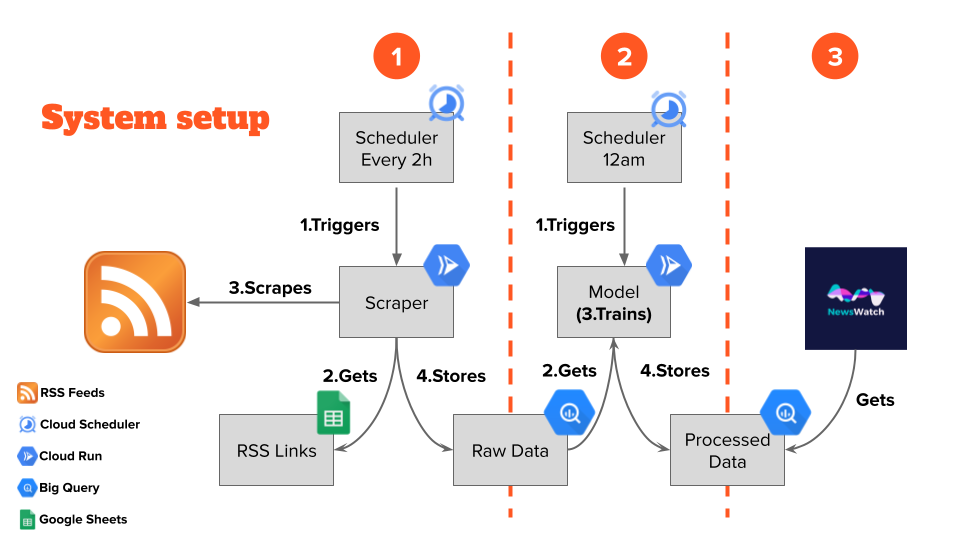 1
2
3
System setup
Scheduler
Every 2h
Scheduler
12am
1.Triggers
1.Triggers
3.Scrapes
Scraper
Model
(3.Trains)
NewsWatch
2.Gets
4.Stores
2.Gets
4.Stores
Gets
RSS Links
Raw Data
Processed
Data
RSS Feeds
Cloud Scheduler
Cloud Run
Big Query
Google Sheets